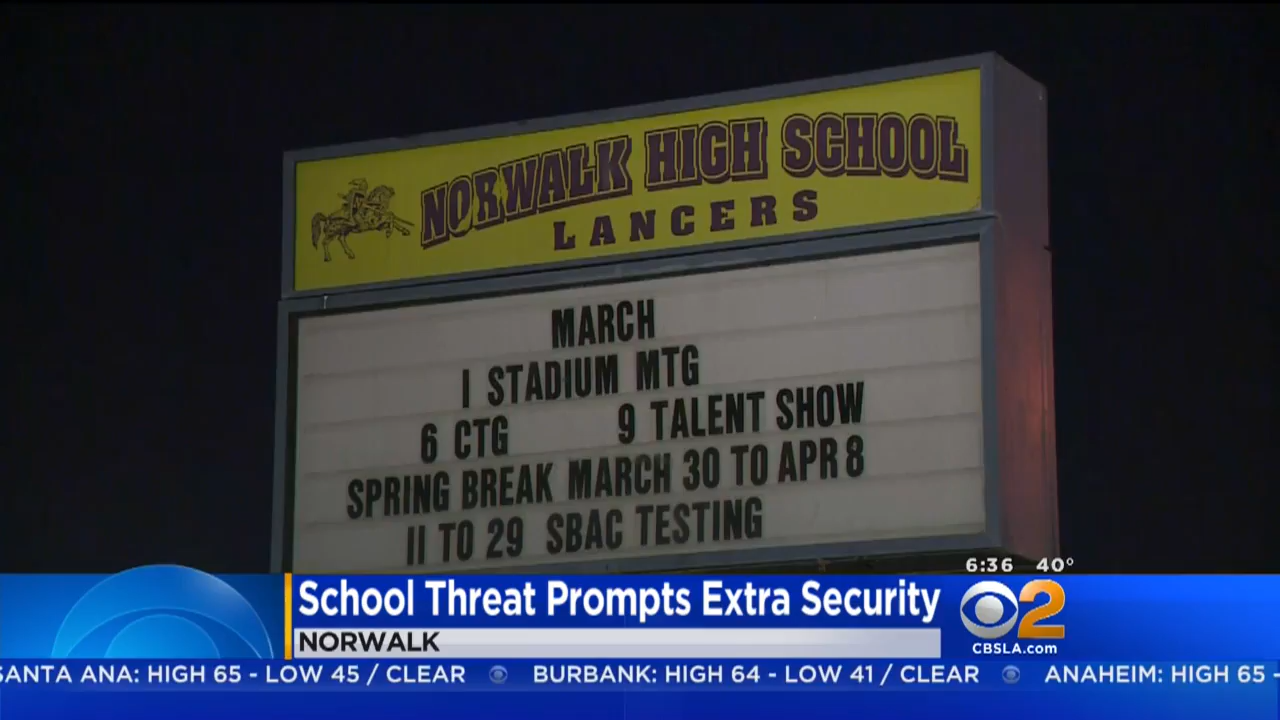 NORWALK HIGH SCHOOL
LANCERS
MARCH
1 STADIUM MTG
6 CTG 9 TALENT SHOW
SPRING BREAK MARCH 30 TO APR 8
11 TO 29 SBAC TESTING
6:36 40°
School Threat Prompts Extra Security
NORWALK
2
CBSLA.com
SANTA ANA: HIGH 65 - LOW 45 / CLEAR BURBANK: HIGH 64 - LOW 41 / CLEAR ANAHEIM: HIGH 65 -